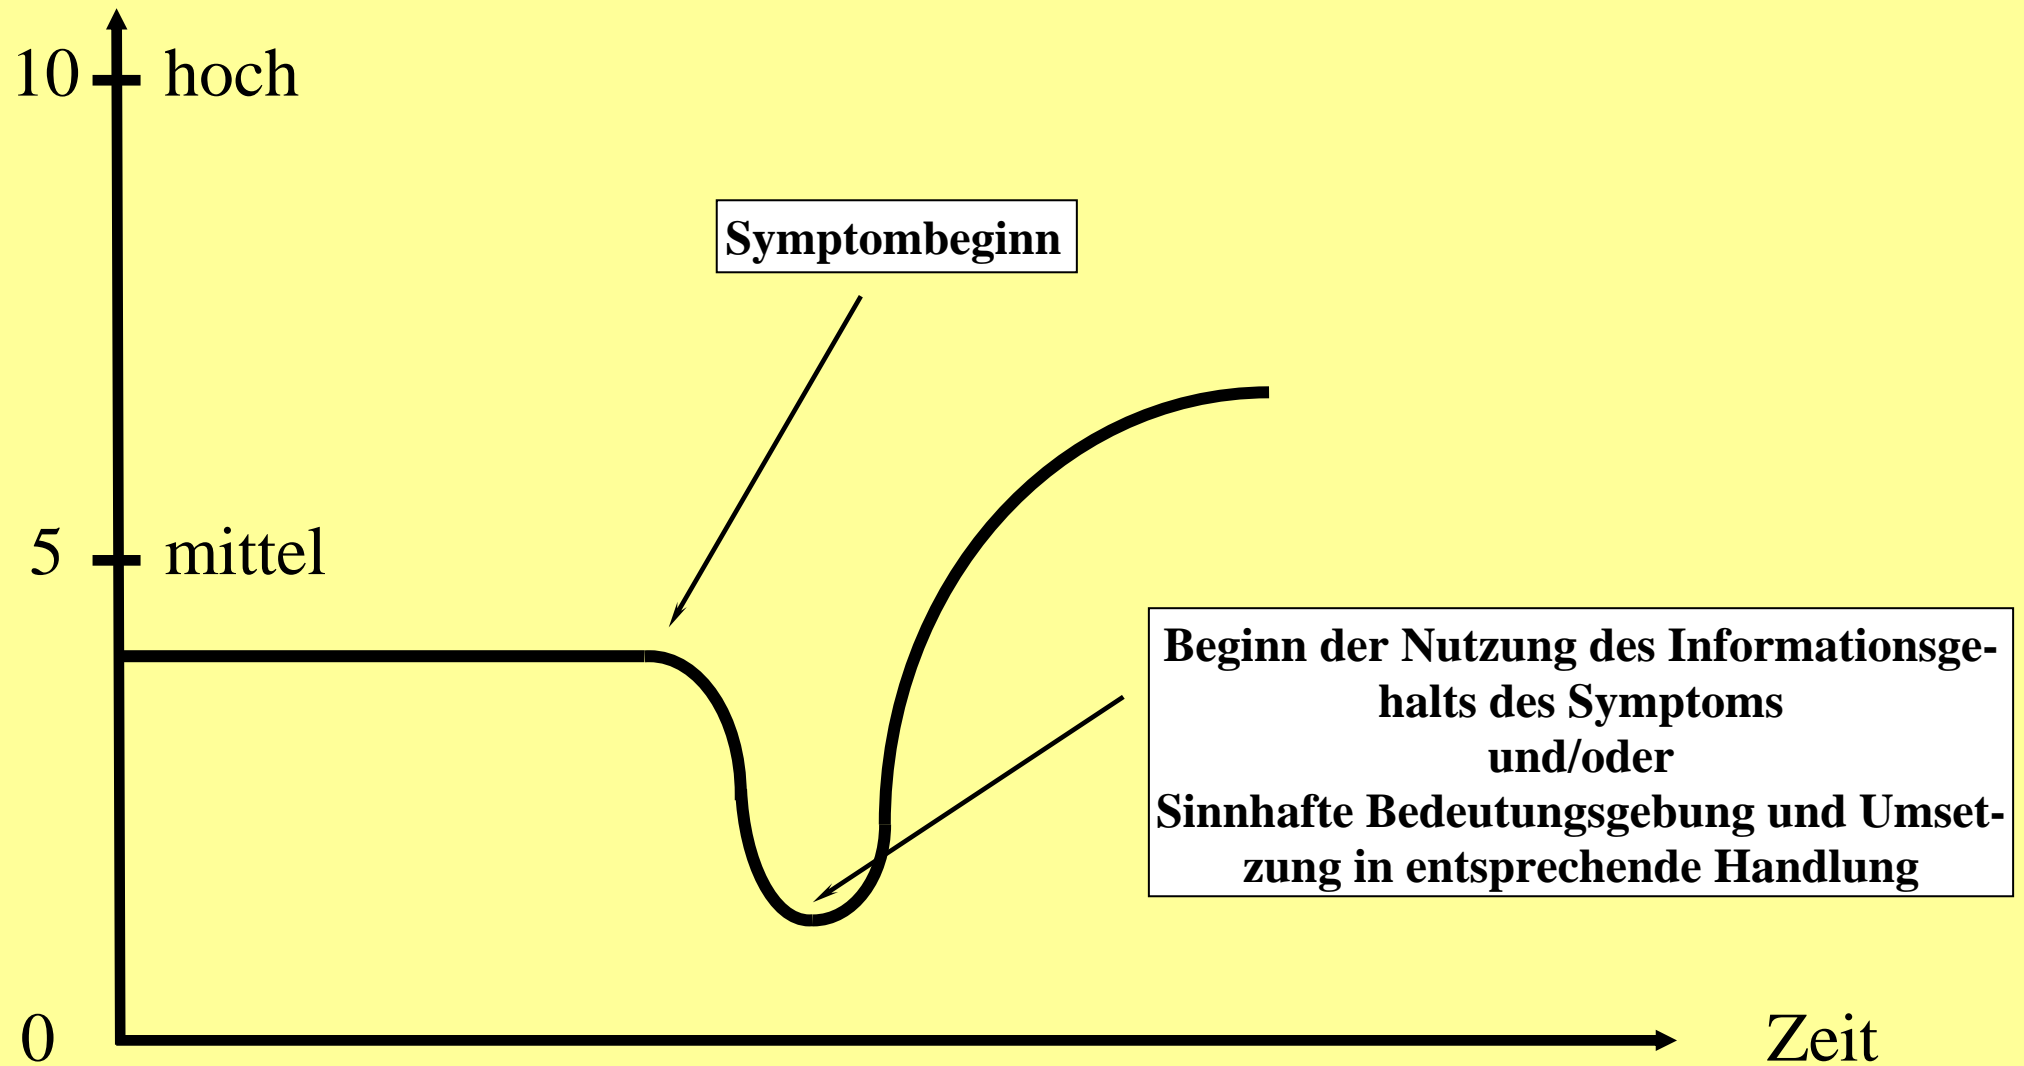 10 hoch
Symptombeginn
5 mittel
Beginn der Nutzung des Informationsge-
halts des Symptoms
und/oder
Sinnhafte Bedeutungsgebung und Umset-
zung in entsprechende Handlung
0
Zeit